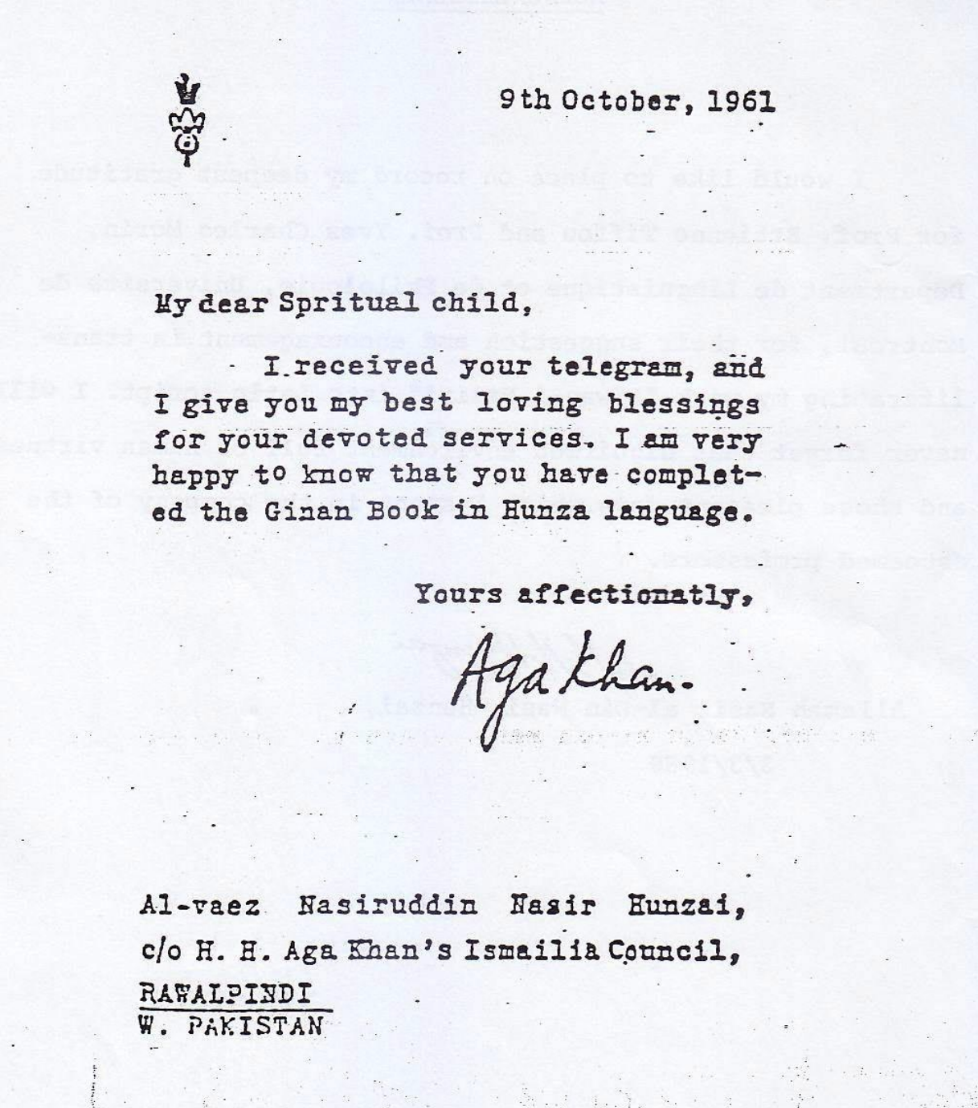 9th October, 1961
My dear Spritual child,
I received your telegram, and
I give you my best loving blessings
for your devoted services. I am very
happy to know that you have complet-
ed the Ginan Book in Hunza language.
Yours affectionatly,
Aga Khan.
Al-vaez Nasiruddin Nasir Hunzai,
c/o H. H. Aga Khan's Ismailia Council,
RAWALPINDI
W. PAKISTAN